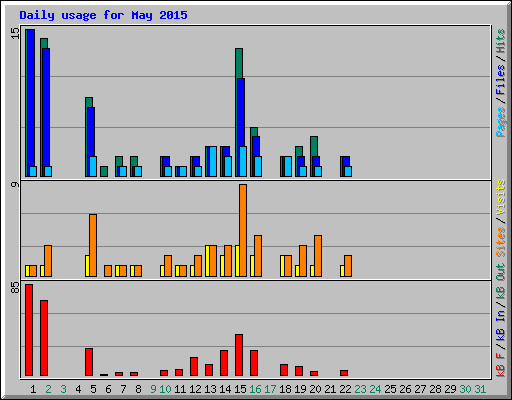 Daily usage for May 2015
15
Pages / Files / Hits
9
Sites / Visits
85
kB F / kB In / kB Out
1 2 3 4 5 6 7 8 9 10 11 12 13 14 15 16 17 18 19 20 21 22 23 24 25 26 27 28 29 30 31